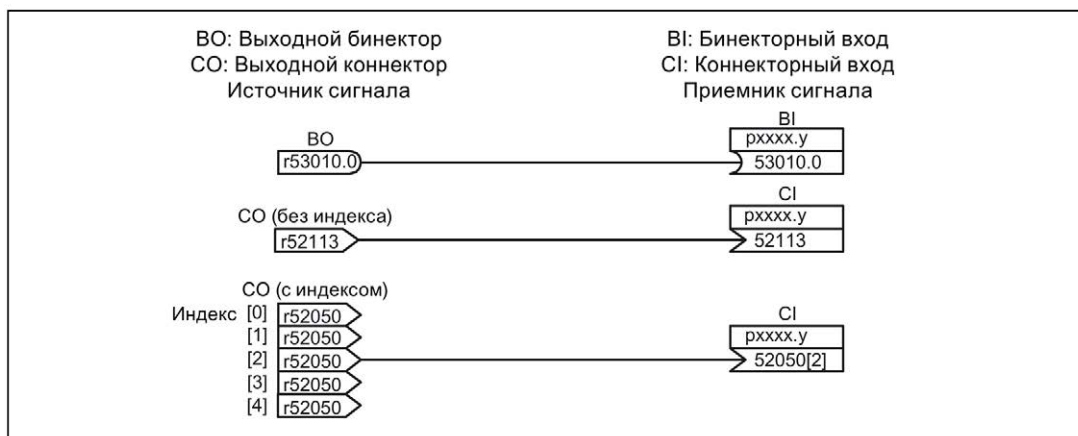 BO: Выходной бинектор
CO: Выходной коннектор
Источник сигнала
BI: Бинекторный вход
CI: Коннекторный вход
Приемник сигнала
BO
r53010.0
BI
pxxxx.y
53010.0
CO (без индекса)
r52113
CI
pxxxx.y
52113
CO (с индексом)
Индекс [0] r52050
[1] r52050
[2] r52050
[3] r52050
[4] r52050
CI
pxxxx.y
52050[2]